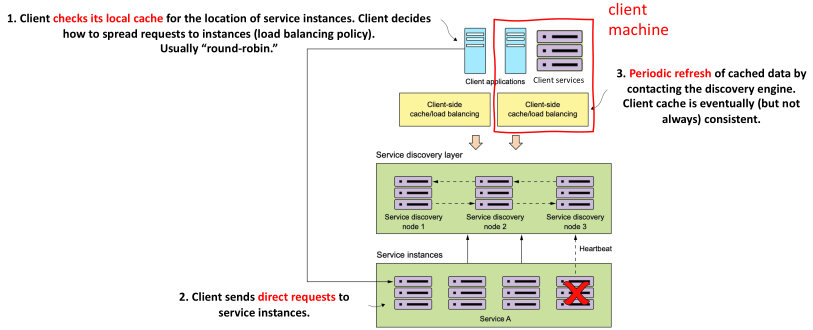 1. Client checks its local cache for the location of service instances. Client decides
how to spread requests to instances (load balancing policy).
Usually “round-robin.”
client
machine
Client applications
Client services
3. Periodic refresh of cached data by
contacting the discovery engine.
Client cache is eventually (but not
always) consistent.
Client-side
cache/load balancing
Client-side
cache/load balancing
Service discovery layer
Service discovery
node 1
Service discovery
node 2
Service discovery
node 3
Heartbeat
Service instances
2. Client sends direct requests to
service instances.
Service A